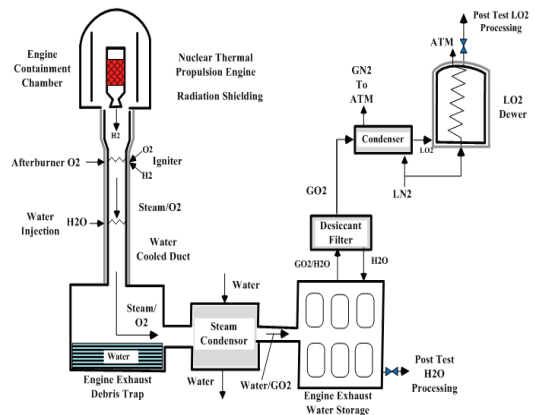 Engine
Containment
Chamber
Nuclear Thermal
Propulsion Engine
Radiation Shielding
H2
Afterburner O2
O2
Igniter
H2
Steam/O2
Water
Injection
H2O
Water
Cooled Duct
Steam/
O2
Water
Engine Exhaust
Debris Trap
Water
Steam
Condensor
Water
Water/GO2
Engine Exhaust
Water Storage
Post Test
H2O
Processing
GO2/H2O
H2O
Desiccant
Filter
GO2
GN2
To
ATM
Condenser
LO2
LN2
ATM
Post Test LO2
Processing
LO2
Dewer